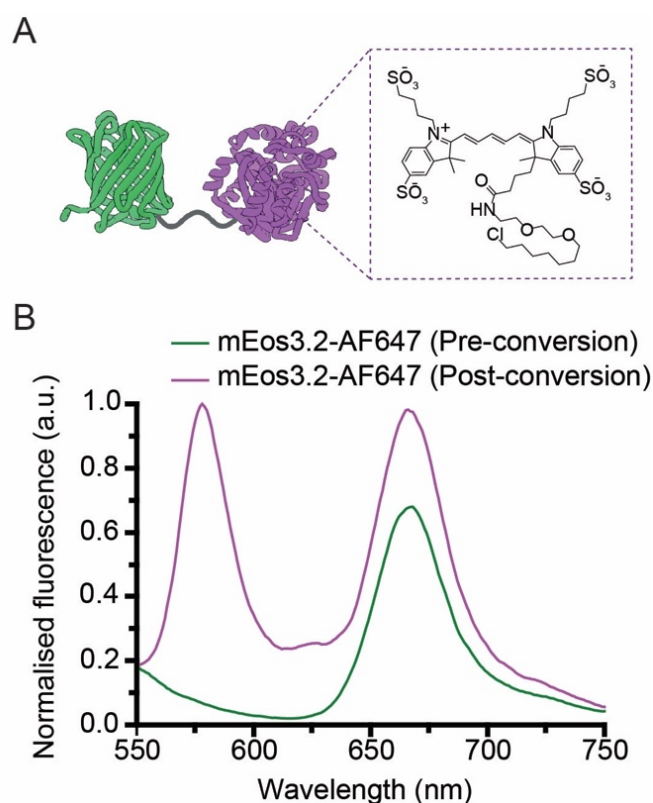 A
SO₃⁻ SO₃⁻
N⁺ N
SO₃⁻ O SO₃⁻
HN
Cl O O
B
mEos3.2-AF647 (Pre-conversion)
mEos3.2-AF647 (Post-conversion)
Normalised fluorescence (a.u.)
1.0
0.8
0.6
0.4
0.2
0.0
550 600 650 700 750
Wavelength (nm)